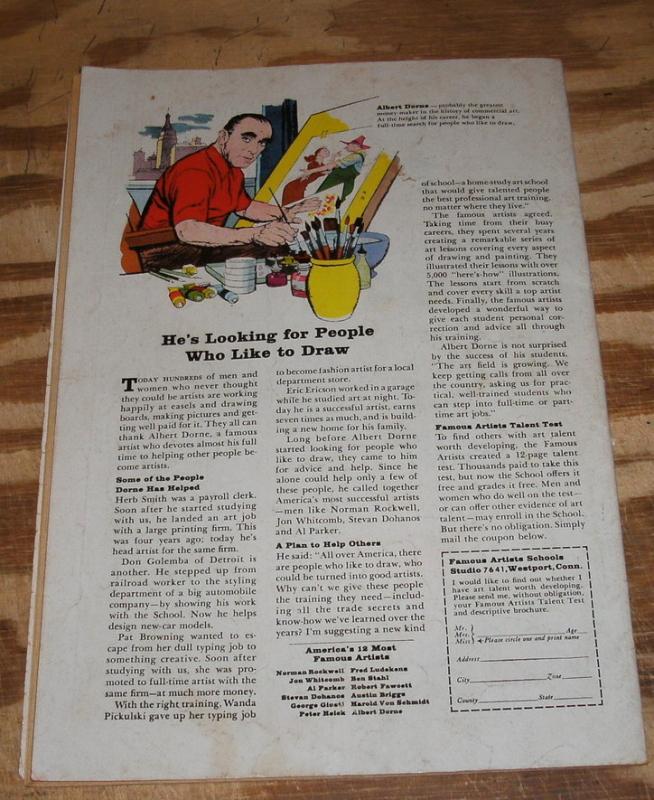 Albert Dorne — probably the greatest
money-maker in the history of commercial art.
At the height of his career, he began a
full-time search for people who like to draw.
He's Looking for People
Who Like to Draw
TODAY HUNDREDS of men and
women who never thought
they could be artists are working
happily at easels and drawing
boards, making pictures and get-
ting well paid for it. They all can
thank Albert Dorne, a famous
artist who devotes almost his full
time to helping other people be-
come artists.
Some of the People
Dorne Has Helped
Herb Smith was a payroll clerk.
Soon after he started studying
with us, he landed an art job
with a large printing firm. This
was four years ago; today he's
head artist for the same firm.
Don Golemba of Detroit is
another. He stepped up from
railroad worker to the styling
department of a big automobile
company—by showing his work
with the School. Now he helps
design new-car models.
Pat Browning wanted to es-
cape from her dull typing job to
something creative. Soon after
studying with us, she was pro-
moted to full-time artist with the
same firm—at much more money.
With the right training, Wanda
Pickulski gave up her typing job
to become fashion artist for a local
department store.
Eric Ericson worked in a garage
while he studied art at night. To-
day he is a successful artist, earns
seven times as much, and is build-
ing a new home for his family.
Long before Albert Dorne
started looking for people who
like to draw, they came to him
for advice and help. Since he
alone could help only a few of
these people, he called together
America's most successful artists
—men like Norman Rockwell,
Jon Whitcomb, Stevan Dohanos
and Al Parker.
A Plan to Help Others
He said: "All over America, there
are people who like to draw, who
could be turned into good artists.
Why can't we give these people
the training they need—includ-
ing all the trade secrets and
know-how we've learned over the
years? I'm suggesting a new kind
America's 12 Most
Famous Artists
Norman Rockwell Fred Ludekens
Jon Whitcomb Ben Stahl
Al Parker Robert Fawcett
Stevan Dohanos Austin Briggs
George Giusti Harold Von Schmidt
Peter Helck Albert Dorne
of school—a home-study art school
that would give talented people
the best professional art training,
no matter where they live."
The famous artists agreed.
Taking time from their busy
careers, they spent several years
creating a remarkable series of
art lessons covering every aspect
of drawing and painting. They
illustrated their lessons with over
5,000 "here's-how" illustrations.
The lessons start from scratch
and cover every skill a top artist
needs. Finally, the famous artists
developed a wonderful way to
give each student personal cor-
rection and advice all through
his training.
Albert Dorne is not surprised
by the success of his students.
"The art field is growing. We
keep getting calls from all over
the country, asking us for prac-
tical, well-trained students who
can step into full-time or part-
time art jobs."
Famous Artists Talent Test
To find others with art talent
worth developing, the Famous
Artists created a 12-page talent
test. Thousands paid to take this
test, but now the School offers it
free and grades it free. Men and
women who do well on the test—
or can offer other evidence of art
talent—may enroll in the School.
But there's no obligation. Simply
mail the coupon below.
Famous Artists Schools
Studio 7641, Westport, Conn.
I would like to find out whether I
have art talent worth developing.
Please send me, without obligation,
your Famous Artists Talent Test
and descriptive brochure.
Mr.
Mrs. Age
Miss Please circle one and print name
Address
City Zone
County State